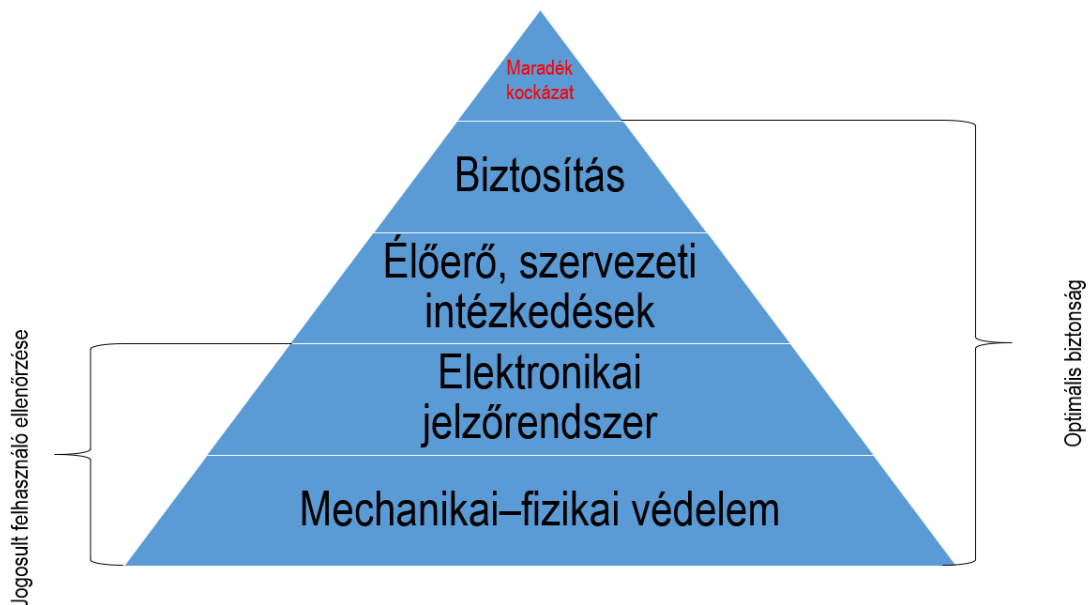 Maradék
kockázat
Biztosítás
Élőerő, szervezeti
intézkedések
Elektronikai
jelzőrendszer
Mechanikai–fizikai védelem
Jogosult felhasználó ellenőrzése
Optimális biztonság